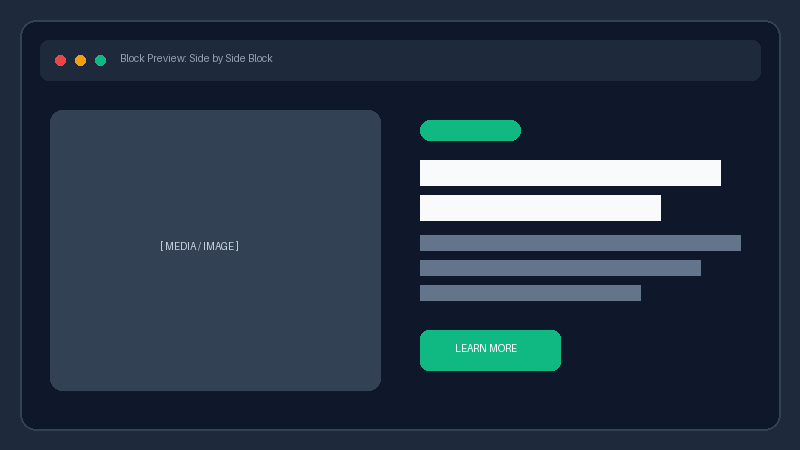 Block Preview: Side by Side Block
[ MEDIA / IMAGE ]
LEARN MORE